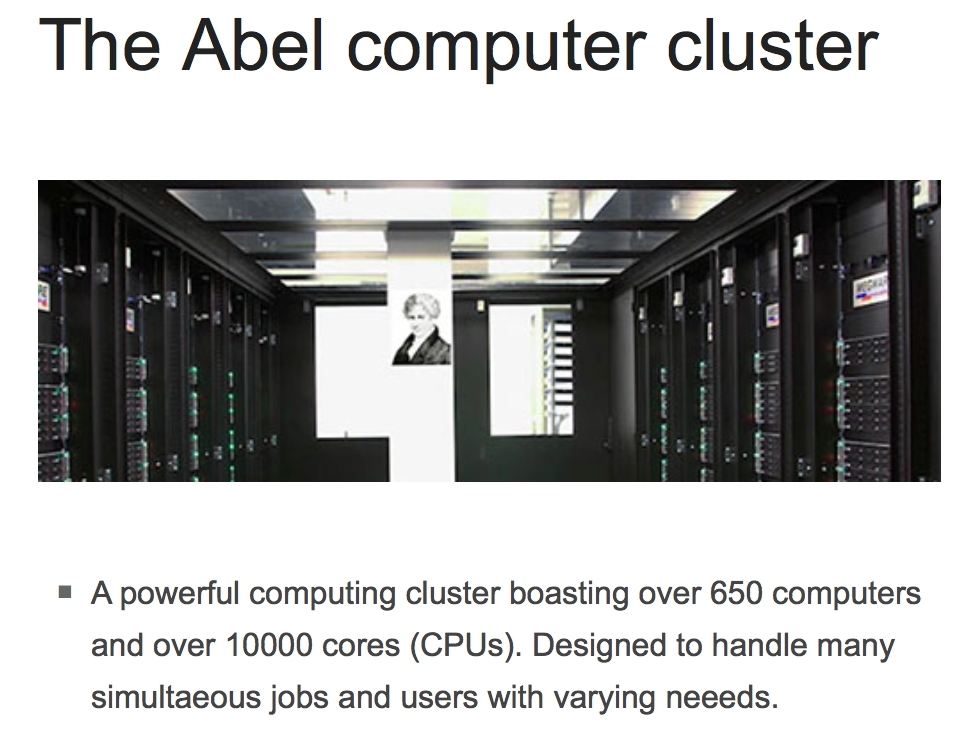 The Abel computer cluster
▪ A powerful computing cluster boasting over 650 computers
and over 10000 cores (CPUs). Designed to handle many
simultaeous jobs and users with varying neeeds.